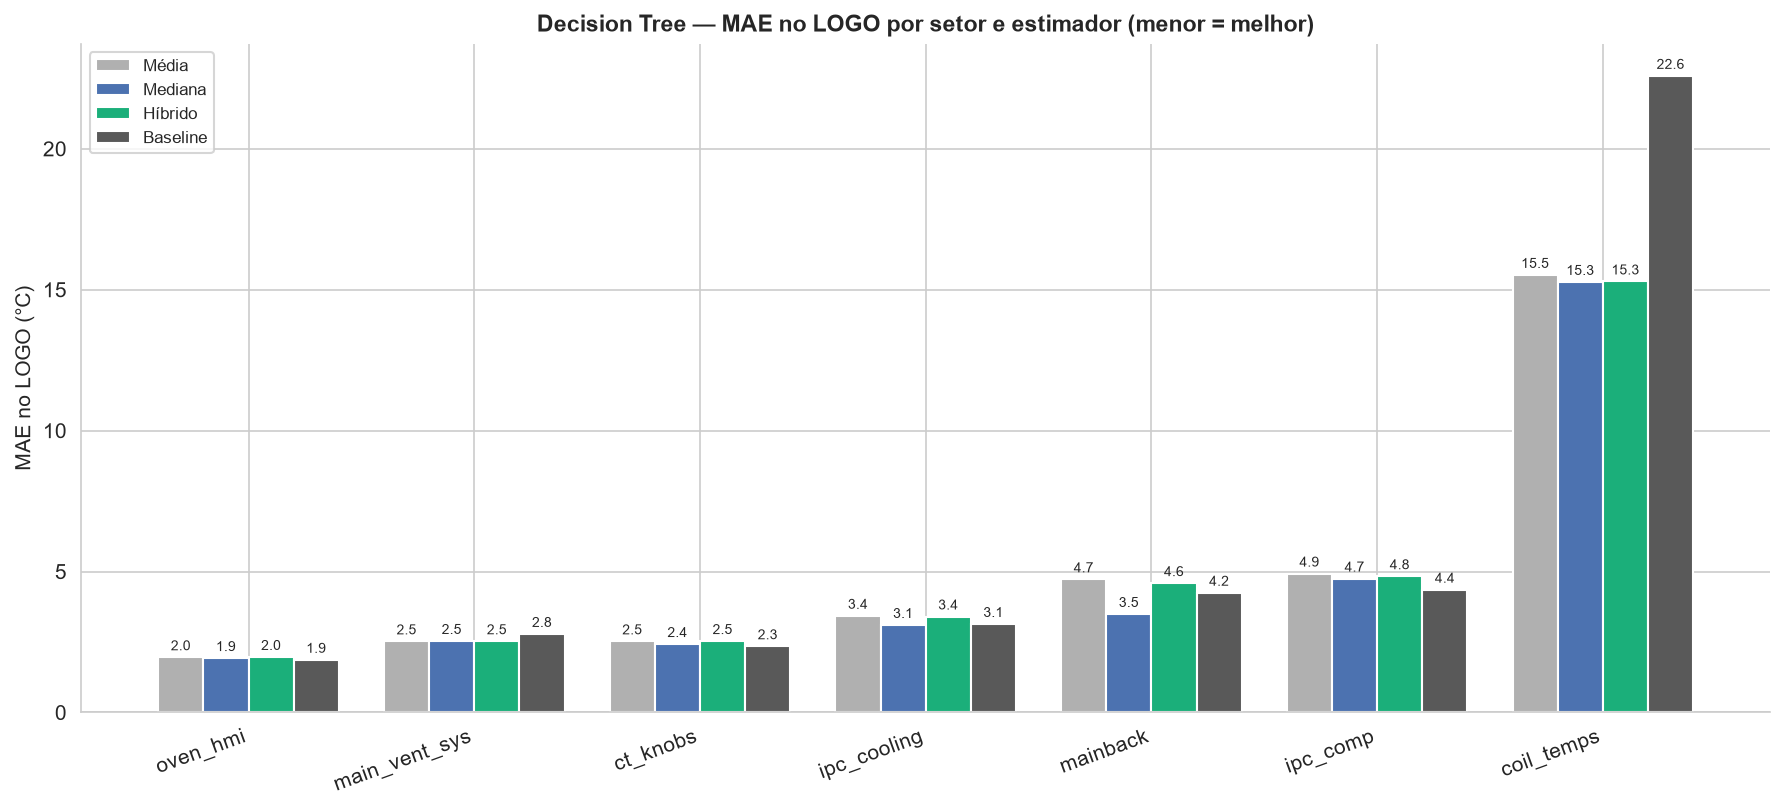 Decision Tree — MAE no LOGO por setor e estimador (menor = melhor)
Média
Mediana
Híbrido
Baseline
MAE no LOGO (°C)
20
15
10
5
0
2.0 1.9 2.0 1.9
2.5 2.5 2.5 2.8
2.5 2.4 2.5 2.3
3.4 3.1 3.4 3.1
4.7 3.5 4.6 4.2
4.9 4.7 4.8 4.4
15.5 15.3 15.3 22.6
oven_hmi
main_vent_sys
ct_knobs
ipc_cooling
mainback
ipc_comp
coil_temps